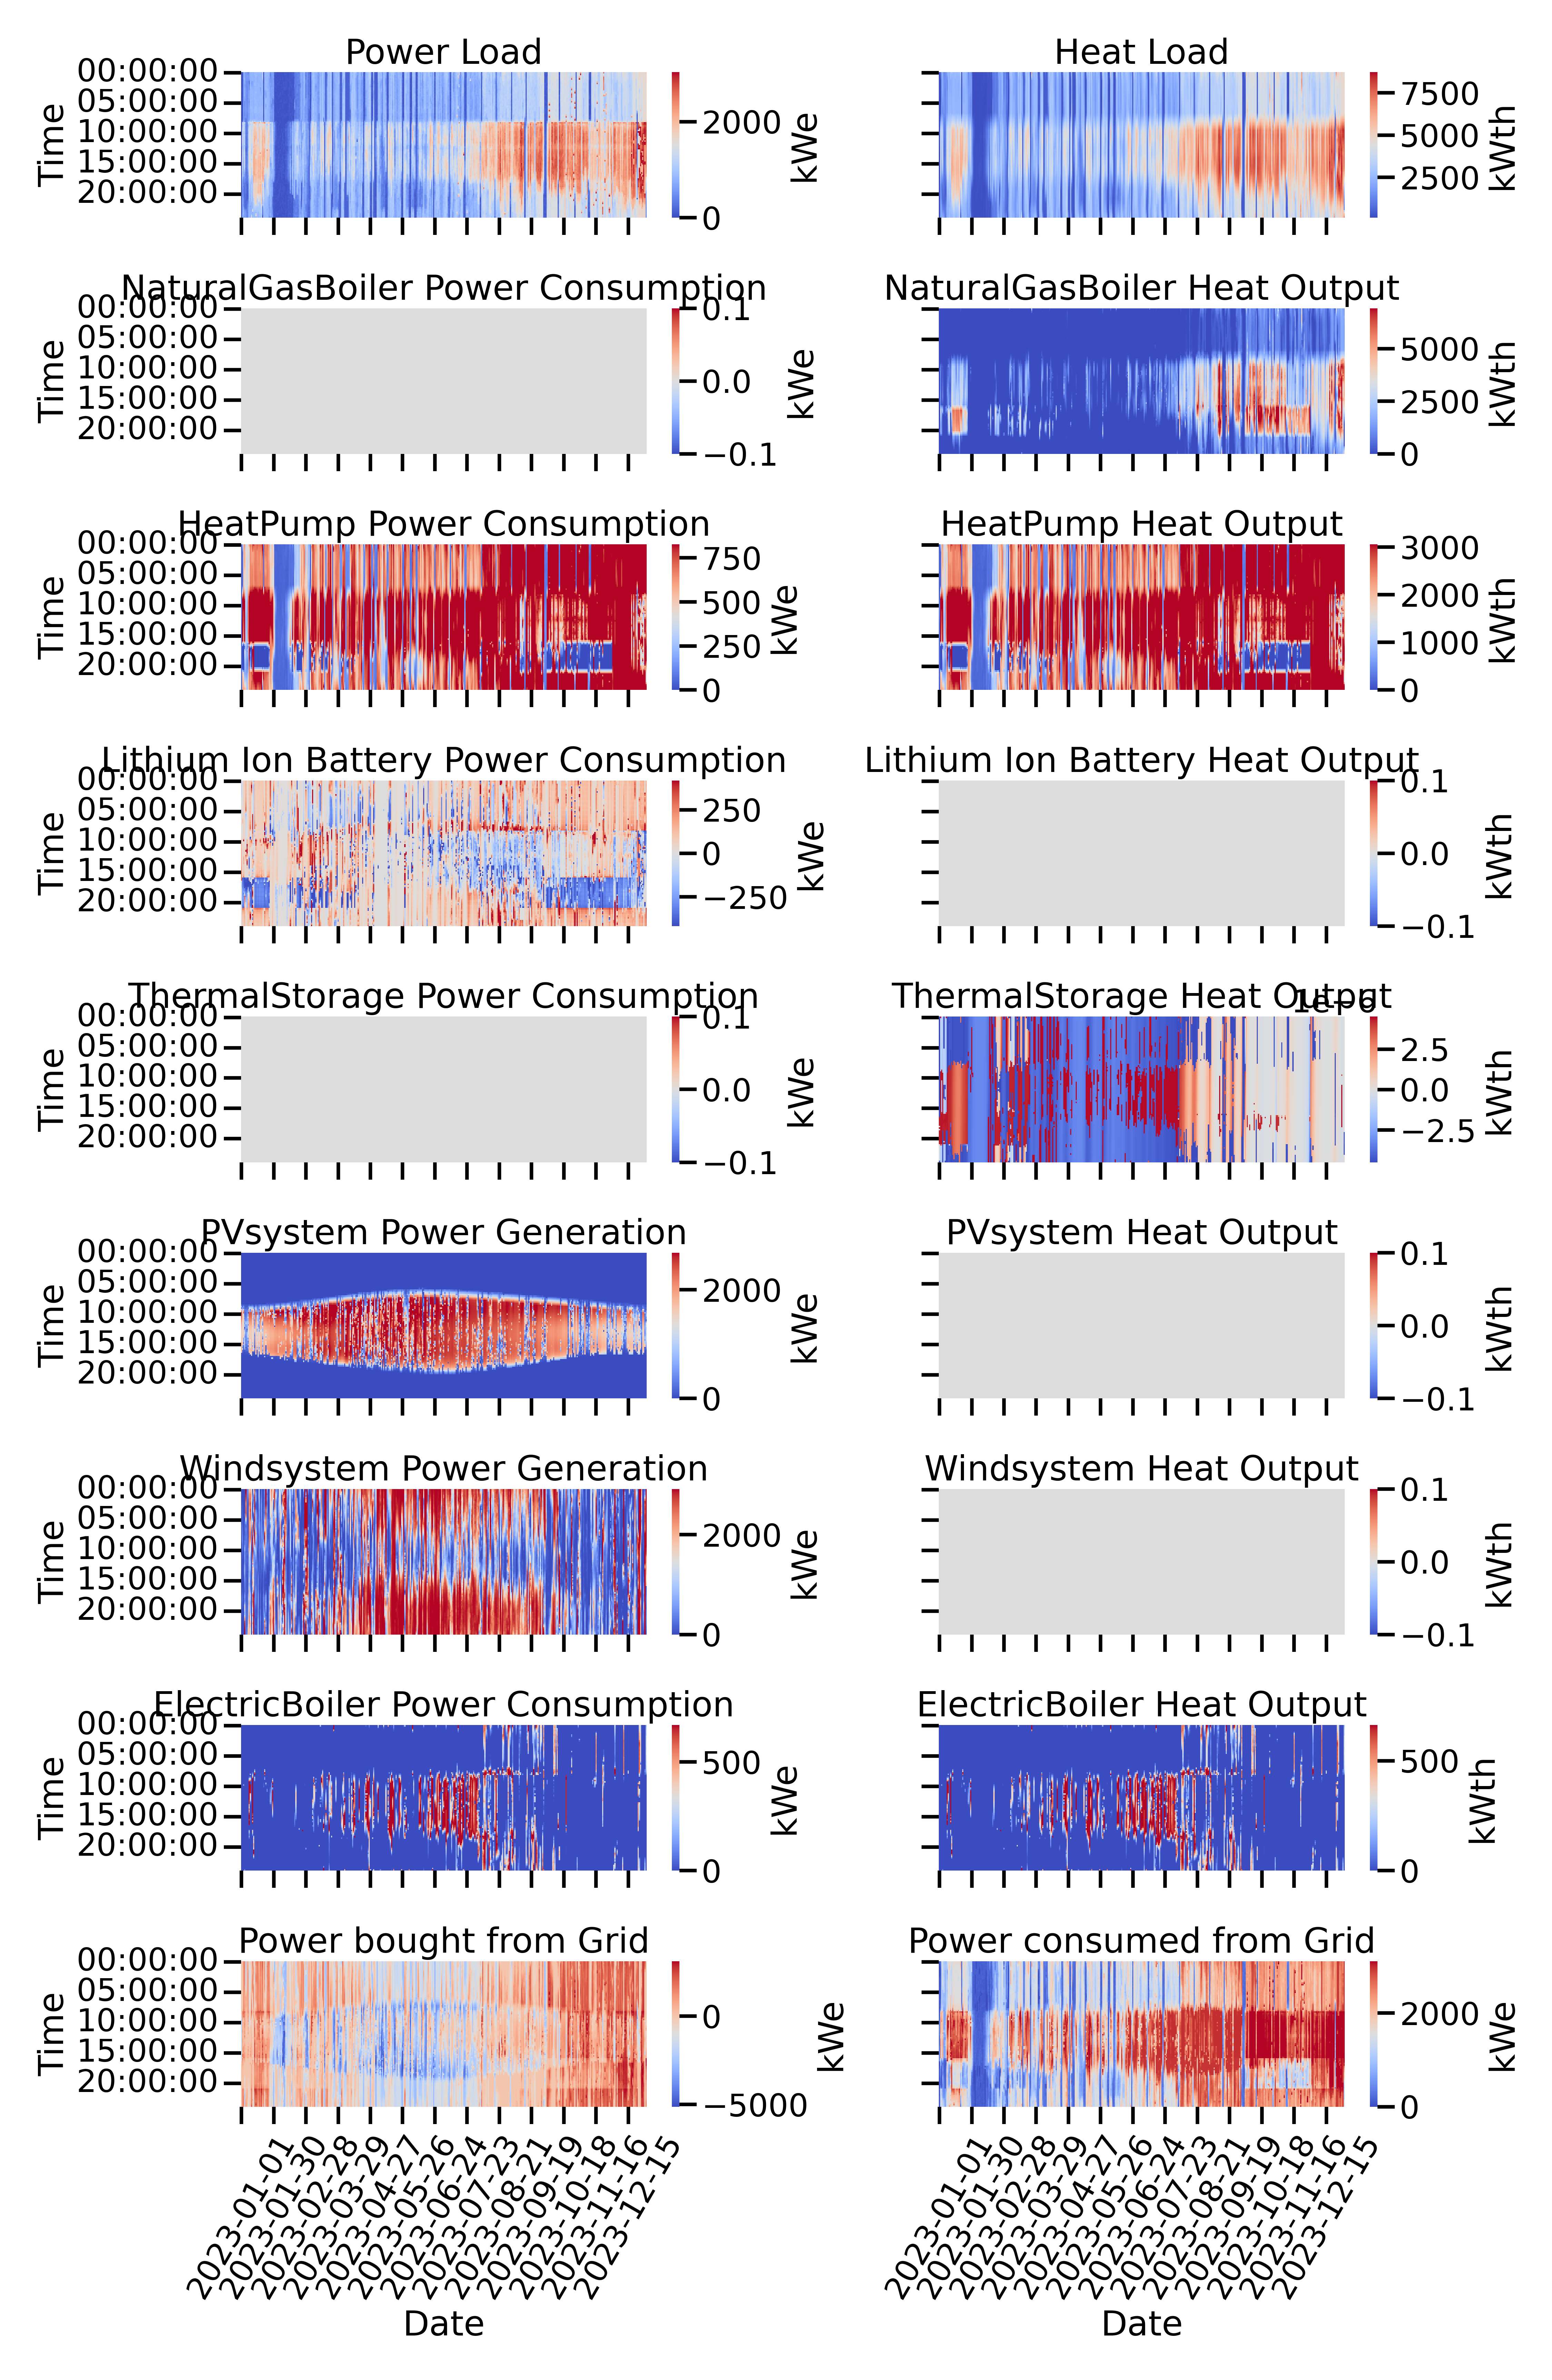 Power Load
Heat Load
00:00:00
05:00:00
10:00:00
15:00:00
20:00:00
Time
2000
0
kWe
7500
5000
2500
kWth
NaturalGasBoiler Power Consumption
NaturalGasBoiler Heat Output
00:00:00
05:00:00
10:00:00
15:00:00
20:00:00
Time
0.1
0.0
−0.1
kWe
5000
2500
0
kWth
HeatPump Power Consumption
HeatPump Heat Output
00:00:00
05:00:00
10:00:00
15:00:00
20:00:00
Time
750
500
250
0
kWe
3000
2000
1000
0
kWth
Lithium Ion Battery Power Consumption
Lithium Ion Battery Heat Output
00:00:00
05:00:00
10:00:00
15:00:00
20:00:00
Time
250
0
−250
kWe
0.1
0.0
−0.1
kWth
ThermalStorage Power Consumption
ThermalStorage Heat Output
00:00:00
05:00:00
10:00:00
15:00:00
20:00:00
Time
0.1
0.0
−0.1
kWe
2.5
0.0
−2.5
kWth
PVsystem Power Generation
PVsystem Heat Output
00:00:00
05:00:00
10:00:00
15:00:00
20:00:00
Time
2000
0
kWe
0.1
0.0
−0.1
kWth
Windsystem Power Generation
Windsystem Heat Output
00:00:00
05:00:00
10:00:00
15:00:00
20:00:00
Time
2000
0
kWe
0.1
0.0
−0.1
kWth
ElectricBoiler Power Consumption
ElectricBoiler Heat Output
00:00:00
05:00:00
10:00:00
15:00:00
20:00:00
Time
500
0
kWe
500
0
kWth
Power bought from Grid
Power consumed from Grid
00:00:00
05:00:00
10:00:00
15:00:00
20:00:00
Time
0
−5000
kWe
2000
0
kWe
2023-01-01
2023-01-30
2023-02-28
2023-03-29
2023-04-27
2023-05-26
2023-06-24
2023-07-23
2023-08-21
2023-09-19
2023-10-18
2023-11-16
2023-12-15
Date
2023-01-01
2023-01-30
2023-02-28
2023-03-29
2023-04-27
2023-05-26
2023-06-24
2023-07-23
2023-08-21
2023-09-19
2023-10-18
2023-11-16
2023-12-15
Date